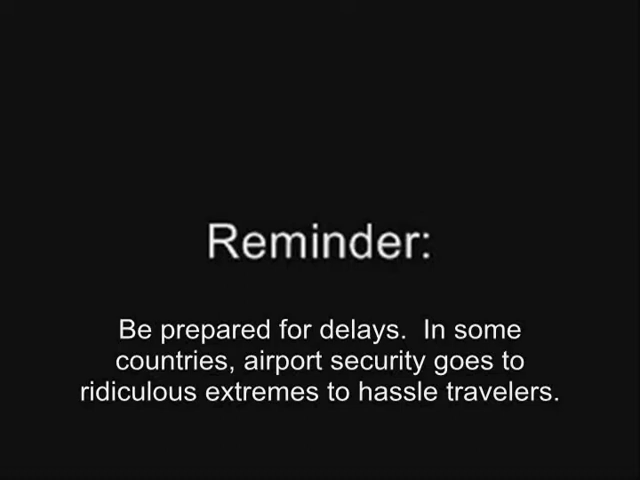 Reminder:
Be prepared for delays.  In some
countries, airport security goes to
ridiculous extremes to hassle travelers.